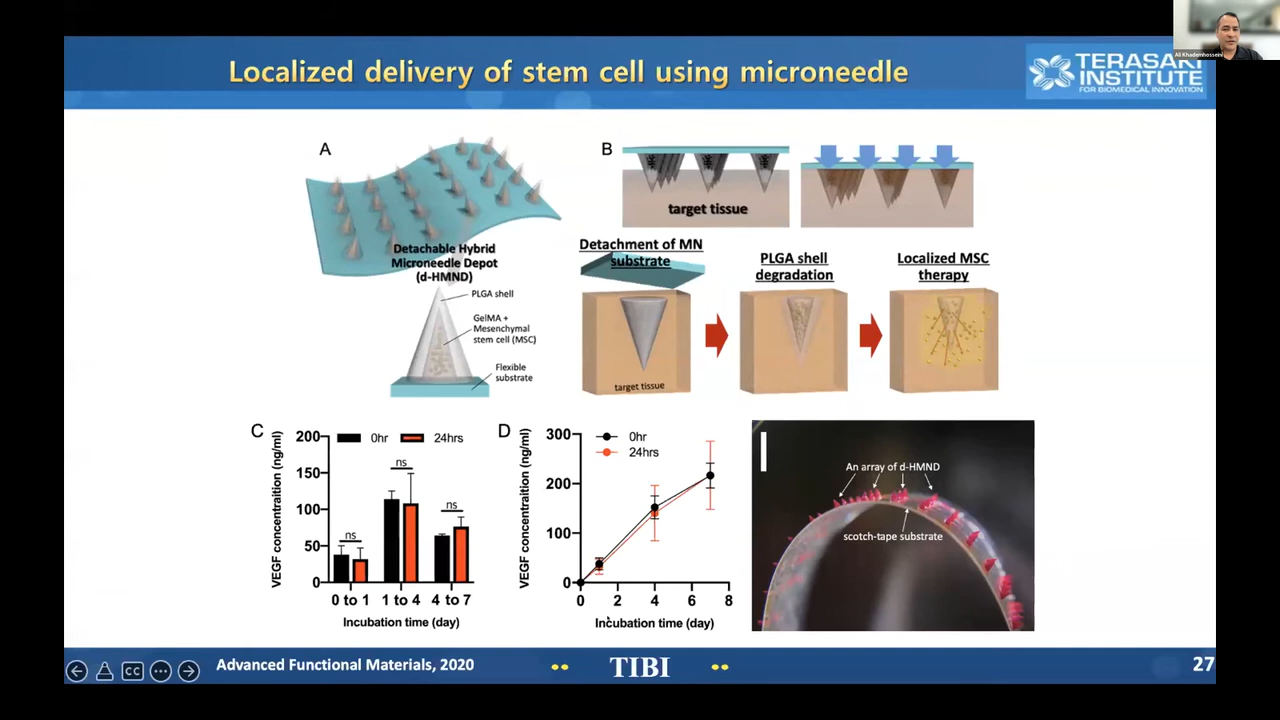 Ali Khademhosseini
Localized delivery of stem cell using microneedle
TERASAKI
INSTITUTE
FOR BIOMEDICAL INNOVATION
A
Detachable Hybrid
Microneedle Depot
(d-HMND)
PLGA shell
GelMA +
Mesenchymal
stem cell (MSC)
Flexible
substrate
B
target tissue
Detachment of MN
substrate
target tissue
PLGA shell
degradation
Localized MSC
therapy
C
VEGF concentraition (ng/ml)
200
150
100
50
0
0hr
24hrs
ns
ns
ns
0 to 1
1 to 4
4 to 7
Incubation time (day)
D
VEGF concentraition (ng/ml)
300
200
100
0
0hr
24hrs
0
2
4
6
8
Incubation time (day)
An array of d-HMND
scotch-tape substrate
CC
Advanced Functional Materials, 2020
TIBI
27